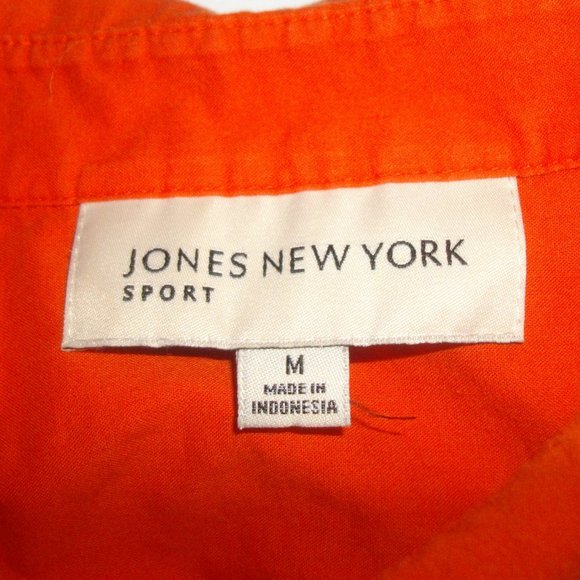 JONES NEW YORK
SPORT
M
MADE IN
INDONESIA